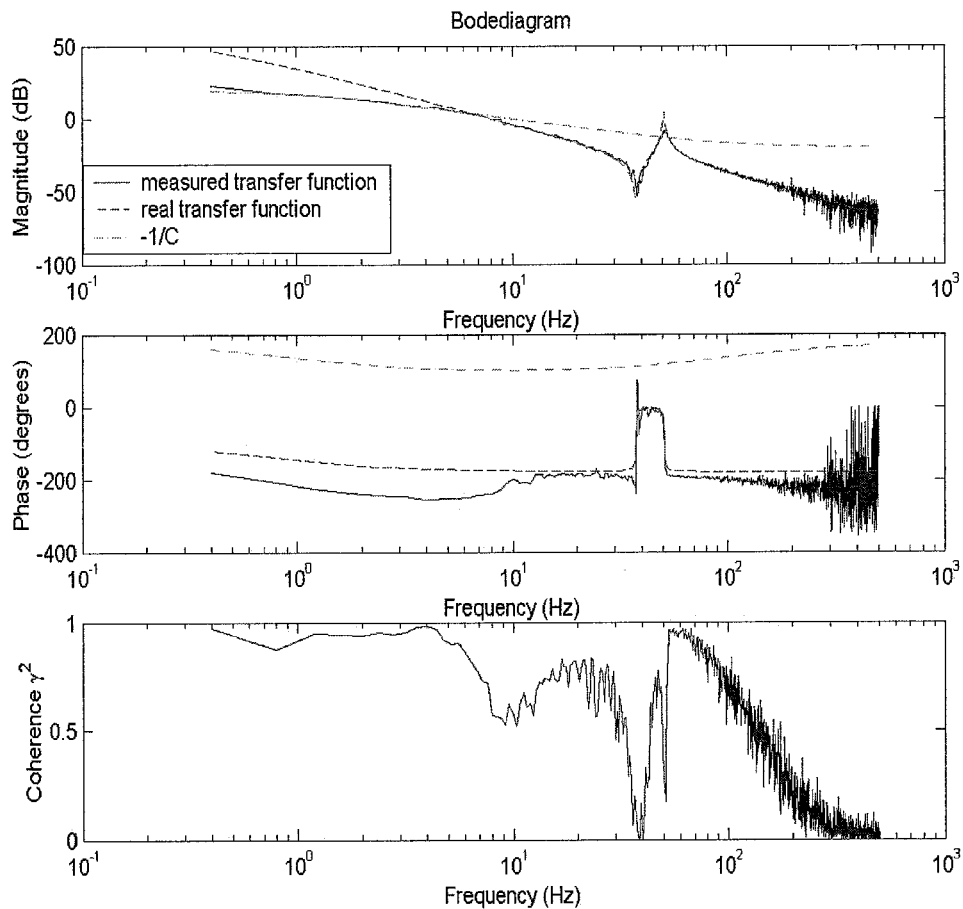 Bodediagram
Magnitude (dB)
50
0
-50
-100
measured transfer function
real transfer function
-1/C
10^-1 10^0 10^1 10^2 10^3
Frequency (Hz)
Phase (degrees)
200
0
-200
-400
10^-1 10^0 10^1 10^2 10^3
Frequency (Hz)
Coherence γ^2
1
0.5
0
10^-1 10^0 10^1 10^2 10^3
Frequency (Hz)